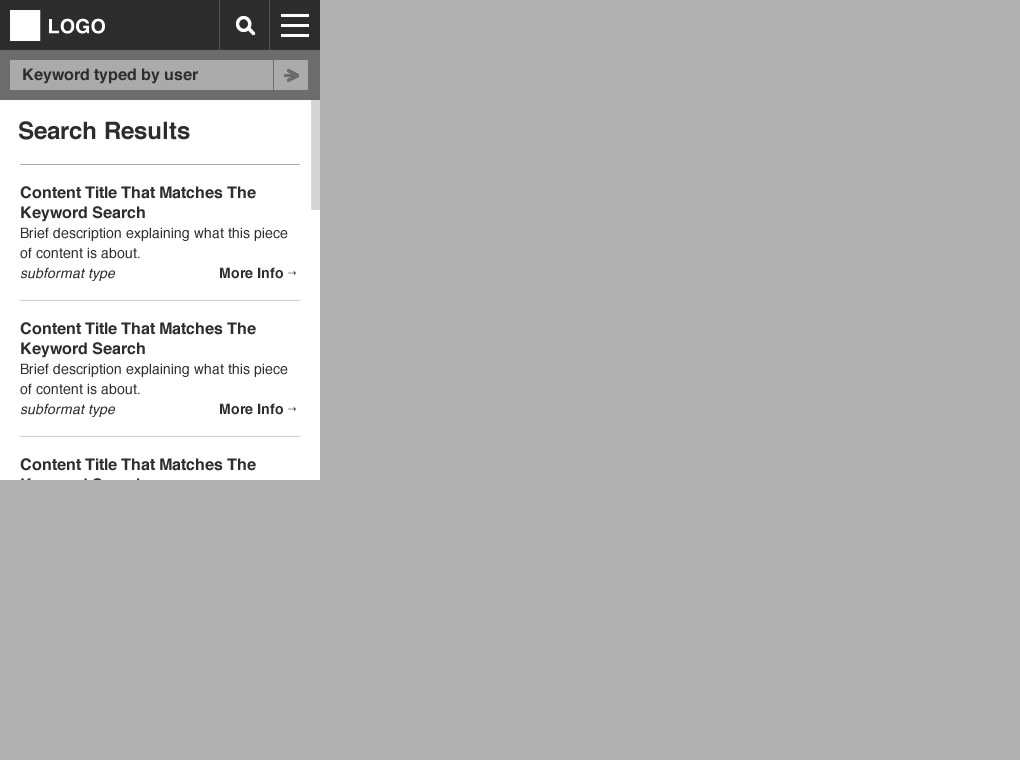 LOGO
Keyword typed by user
Search Results
Content Title That Matches The
Keyword Search
Brief description explaining what this piece
of content is about.
subformat type More Info →
Content Title That Matches The
Keyword Search
Brief description explaining what this piece
of content is about.
subformat type More Info →
Content Title That Matches The
Keyword Search